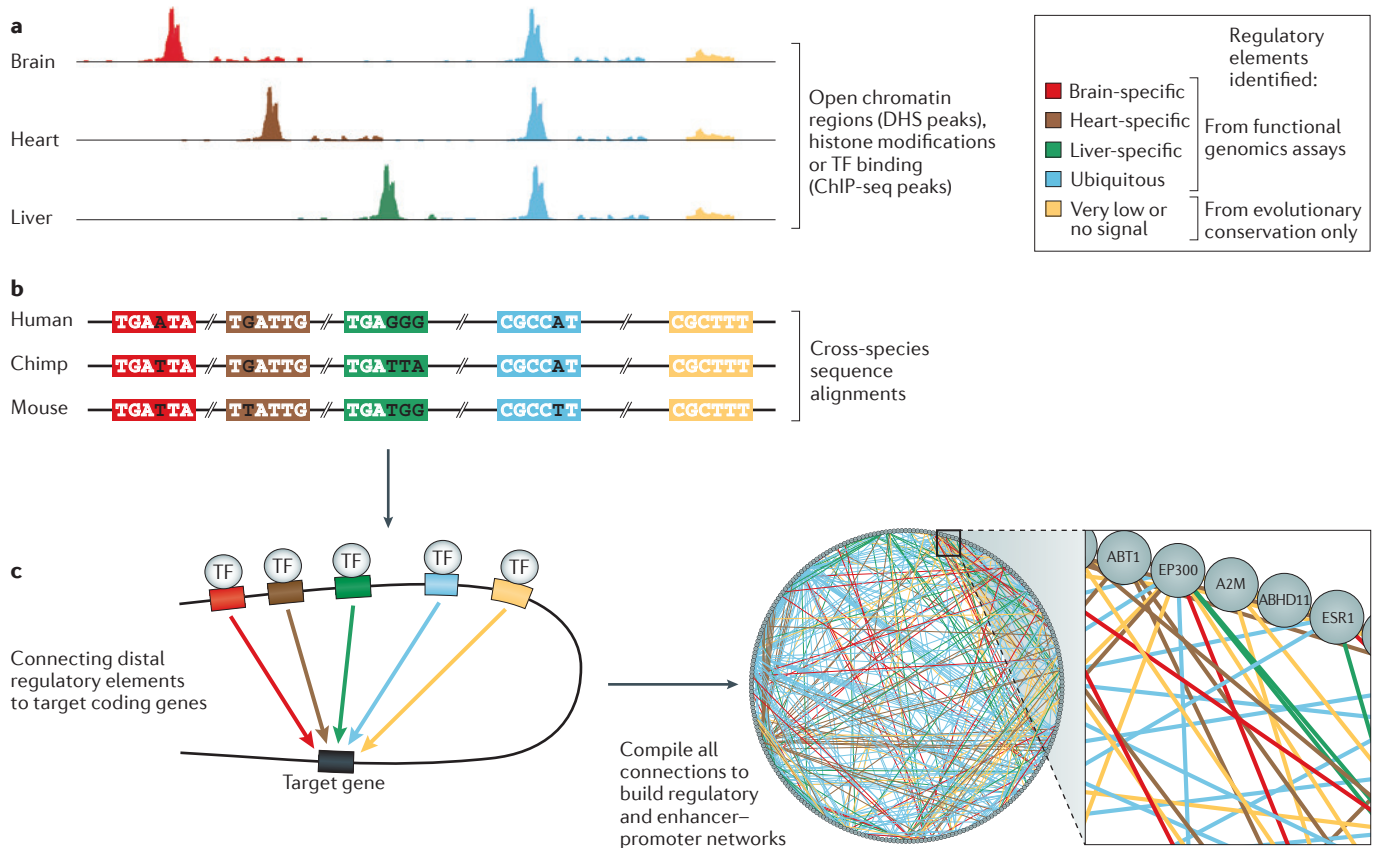 a
Brain
Heart
Liver
Open chromatin
regions (DHS peaks),
histone modifications
or TF binding
(ChIP-seq peaks)
Regulatory
elements
identified:
Brain-specific
Heart-specific
Liver-specific
Ubiquitous
Very low or
no signal
From functional
genomics assays
From evolutionary
conservation only
b
Human TGAATA // TGATTG // TGAGGG // CGCCAT // CGCTTT
Chimp TGATTA // TGATTG // TGATTA // CGCCAT // CGCTTT
Mouse TGATTA // TTATTG // TGATGG // CGCCTT // CGCTTT
Cross-species
sequence
alignments
c
TF TF TF TF TF
Connecting distal
regulatory elements
to target coding genes
Target gene
Compile all
connections to
build regulatory
and enhancer–
promoter networks
ABT1
EP300
A2M
ABHD11
ESR1